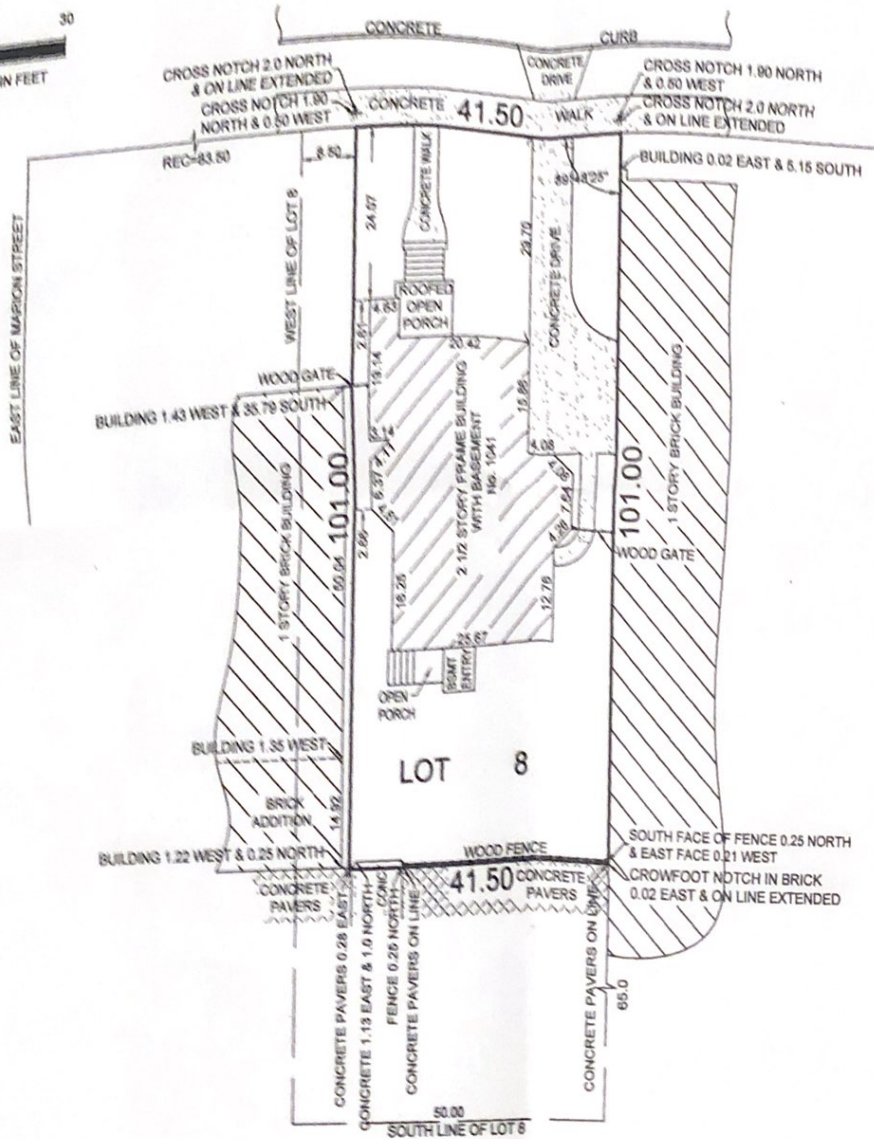 30
IN FEET
CONCRETE
CURB
CROSS NOTCH 2.0 NORTH
& ON LINE EXTENDED
CROSS NOTCH 1.90
NORTH & 0.50 WEST
CONCRETE
DRIVE
CROSS NOTCH 1.90 NORTH
& 0.50 WEST
CROSS NOTCH 2.0 NORTH
& ON LINE EXTENDED
CONCRETE
41.50
WALK
REC=83.50
8.50
BUILDING 0.02 EAST & 5.15 SOUTH
EAST LINE OF MARION STREET
WEST LINE OF LOT 8
24.07
CONCRETE WALK
29.70
CONCRETE DRIVE
ROOFED
OPEN
PORCH
4.63
2.61
13.14
20.42
15.86
WOOD GATE
BUILDING 1.43 WEST & 35.79 SOUTH
1 STORY BRICK BUILDING
50.04
101.00
2.66
6.37
2 1/2 STORY FRAME BUILDING
WITH BASEMENT
No. 1041
4.08
7.64
4.28
101.00
1 STORY BRICK BUILDING
WOOD GATE
16.25
12.76
25.67
OPEN
PORCH
BSMT
ENTRY
BUILDING 1.35 WEST
LOT 8
BRICK
ADDITION
14.92
BUILDING 1.22 WEST & 0.25 NORTH
WOOD FENCE
SOUTH FACE OF FENCE 0.25 NORTH
& EAST FACE 0.21 WEST
CROWFOOT NOTCH IN BRICK
0.02 EAST & ON LINE EXTENDED
CONCRETE
PAVERS
CONC
41.50
CONCRETE
PAVERS
CONCRETE PAVERS 0.28 EAST
CONCRETE 1.13 EAST & 1.0 NORTH
FENCE 0.25 NORTH
CONCRETE PAVERS ON LINE
CONCRETE PAVERS ON LINE
65.0
50.00
SOUTH LINE OF LOT 8